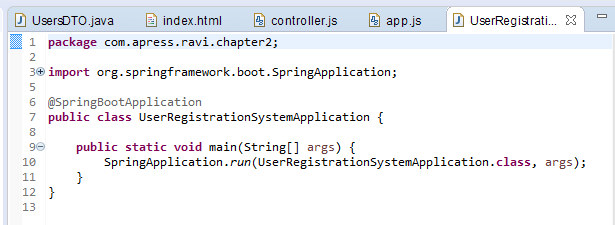 UsersDTO.java index.html controller.js app.js UserRegistrati...
1 package com.apress.ravi.chapter2;
2
3 import org.springframework.boot.SpringApplication;
5
6 @SpringBootApplication
7 public class UserRegistrationSystemApplication {
8
9 public static void main(String[] args) {
10 SpringApplication.run(UserRegistrationSystemApplication.class, args);
11 }
12 }
13